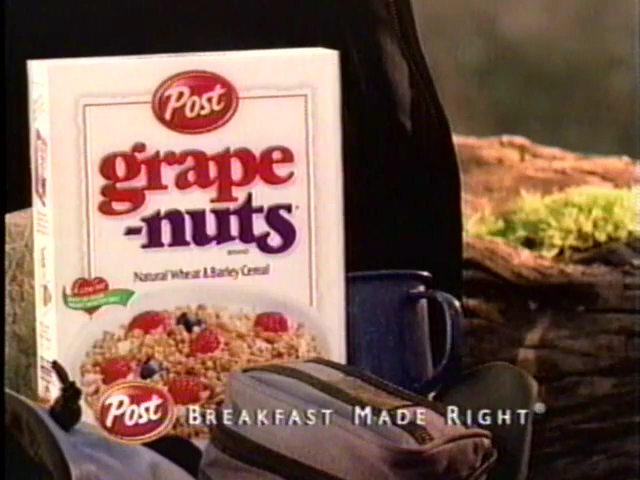 Post
grape
-nuts
Natural Wheat & Barley Cereal
Post BREAKFAST MADE RIGHT®